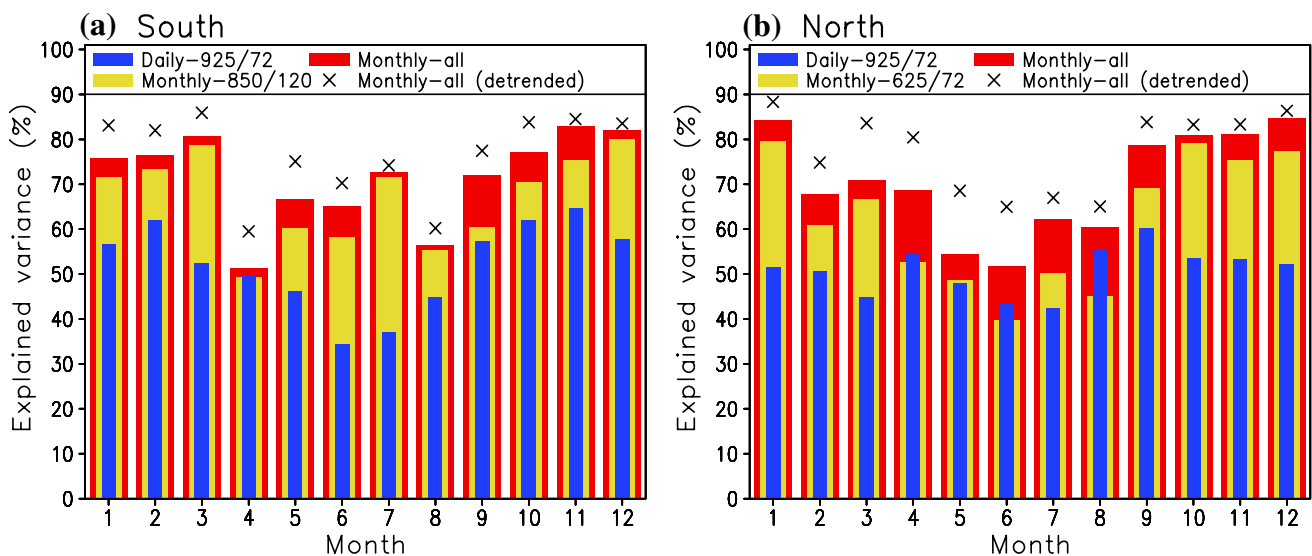 (a) South
Daily-925/72 Monthly-all
Monthly-850/120 × Monthly-all (detrended)
Explained variance (%)
100
90
80
70
60
50
40
30
20
10
0
1 2 3 4 5 6 7 8 9 10 11 12
Month
(b) North
Daily-925/72 Monthly-all
Monthly-625/72 × Monthly-all (detrended)
Explained variance (%)
100
90
80
70
60
50
40
30
20
10
0
1 2 3 4 5 6 7 8 9 10 11 12
Month